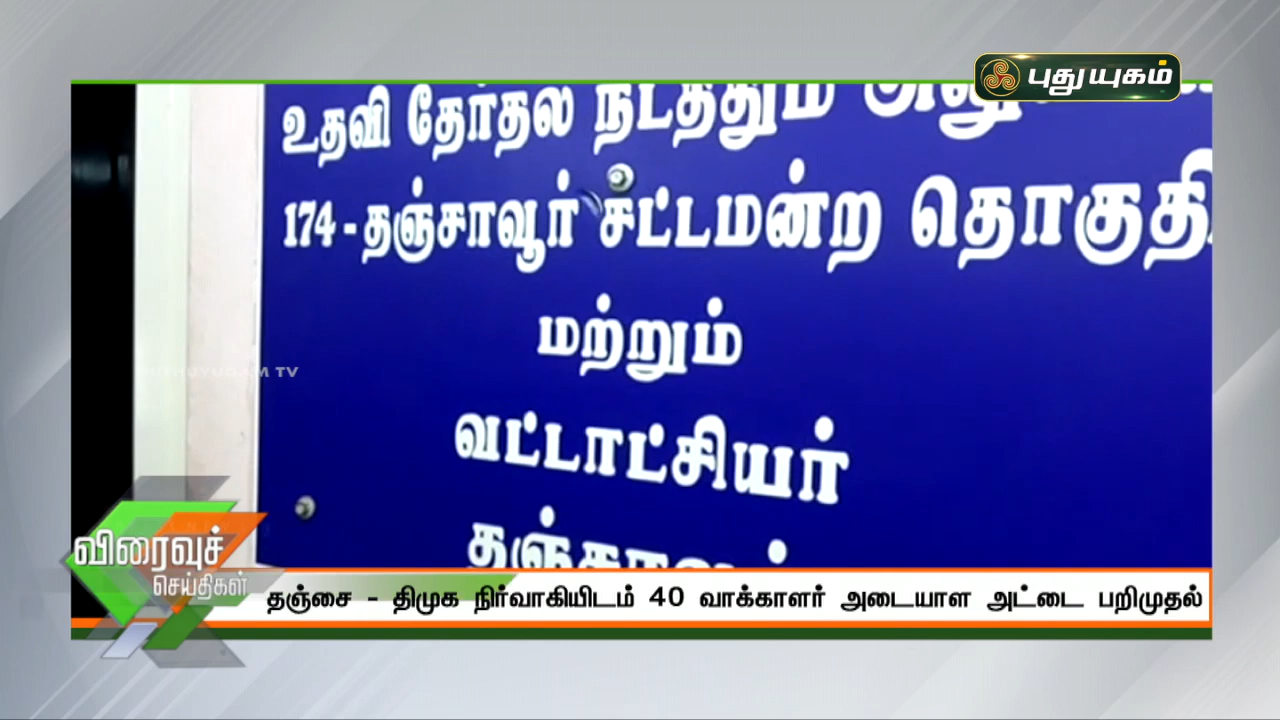 புதுயுகம்
உதவி தேர்தல் நடத்தும்
174-தஞ்சாவூர் சட்டமன்ற தொகுதி
மற்றும்
வட்டாட்சியர்
தஞ்சாவூர்
விரைவுச்
செய்திகள்
தஞ்சை - திமுக நிர்வாகியிடம் 40 வாக்காளர் அடையாள அட்டை பறிமுதல்